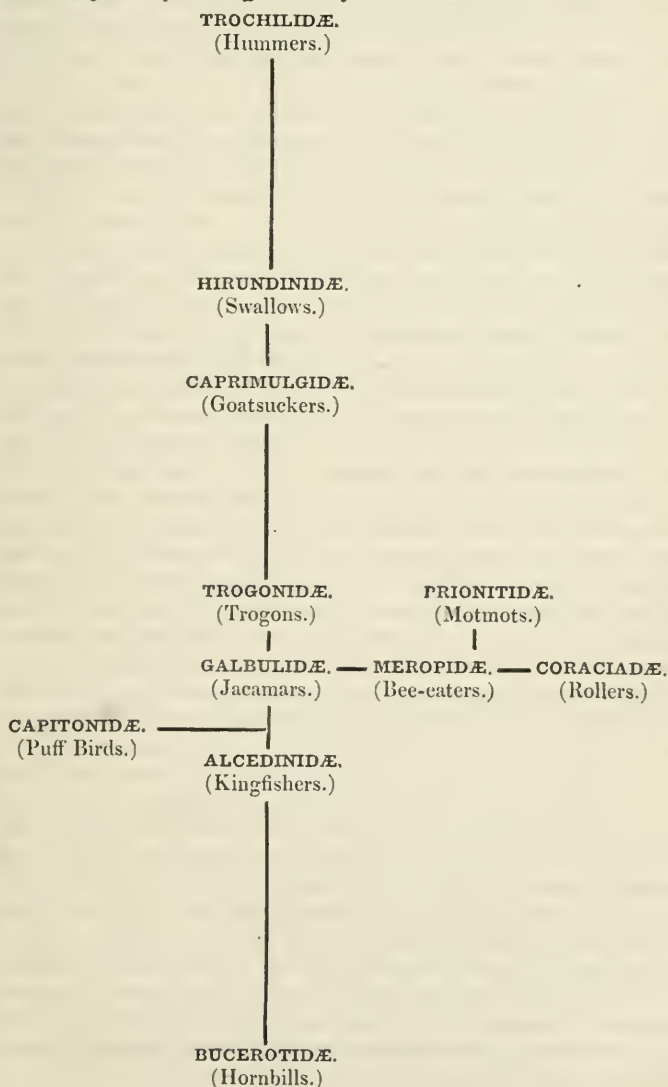 TROCHILIDÆ.
(Hummers.)
HIRUNDINIDÆ.
(Swallows.)
CAPRIMULGIDÆ.
(Goatsuckers.)
TROGONIDÆ. PRIONITIDÆ.
(Trogons.) (Motmots.)
GALBULIDÆ. MEROPIDÆ. CORACIADÆ.
(Jacamars.) (Bee-eaters.) (Rollers.)
CAPITONIDÆ.
(Puff Birds.)
ALCEDINIDÆ.
(Kingfishers.)
BUCEROTIDÆ.
(Hornbills.)